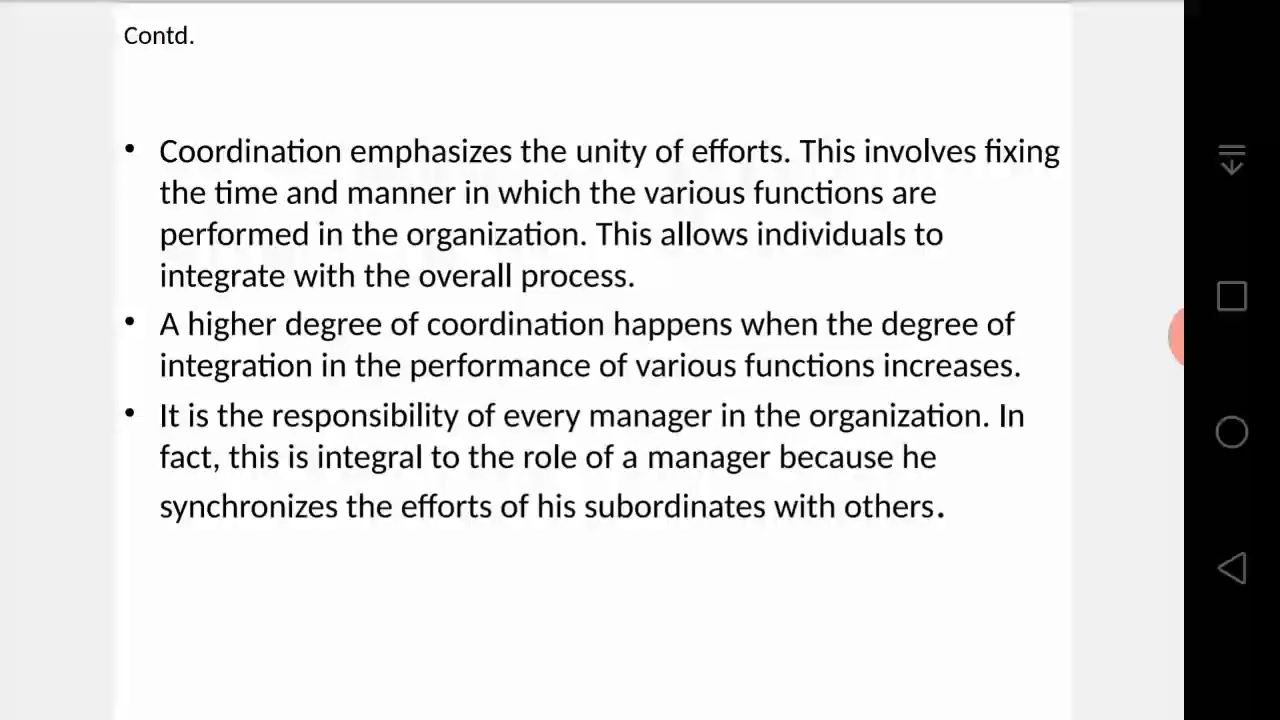 Contd.
• Coordination emphasizes the unity of efforts. This involves fixing
the time and manner in which the various functions are
performed in the organization. This allows individuals to
integrate with the overall process.
• A higher degree of coordination happens when the degree of
integration in the performance of various functions increases.
• It is the responsibility of every manager in the organization. In
fact, this is integral to the role of a manager because he
synchronizes the efforts of his subordinates with others.